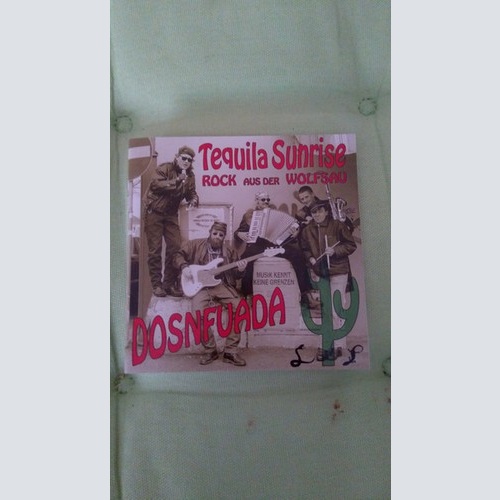 Tequila Sunrise
ROCK AUS DER WOLFSAU
MUSIK KENNT
KEINE GRENZEN
DOSNFUADA